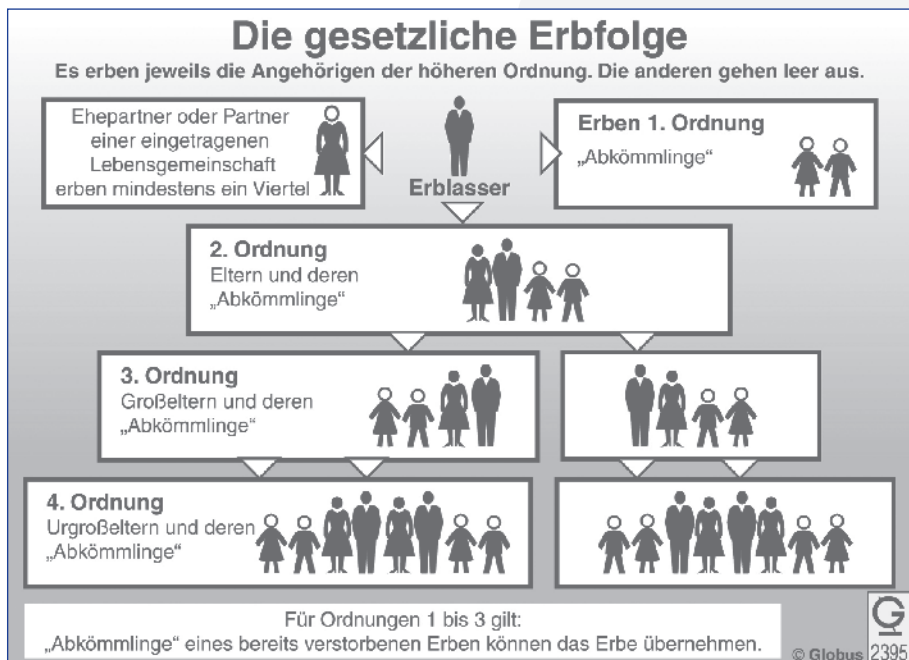 Die gesetzliche Erbfolge
Es erben jeweils die Angehörigen der höheren Ordnung. Die anderen gehen leer aus.
Ehepartner oder Partner
einer eingetragenen
Lebensgemeinschaft
erben mindestens ein Viertel
Erblasser
Erben 1. Ordnung
„Abkömmlinge“
2. Ordnung
Eltern und deren
„Abkömmlinge“
3. Ordnung
Großeltern und deren
„Abkömmlinge“
4. Ordnung
Urgroßeltern und deren
„Abkömmlinge“
Für Ordnungen 1 bis 3 gilt:
„Abkömmlinge“ eines bereits verstorbenen Erben können das Erbe übernehmen.
© Globus 2395